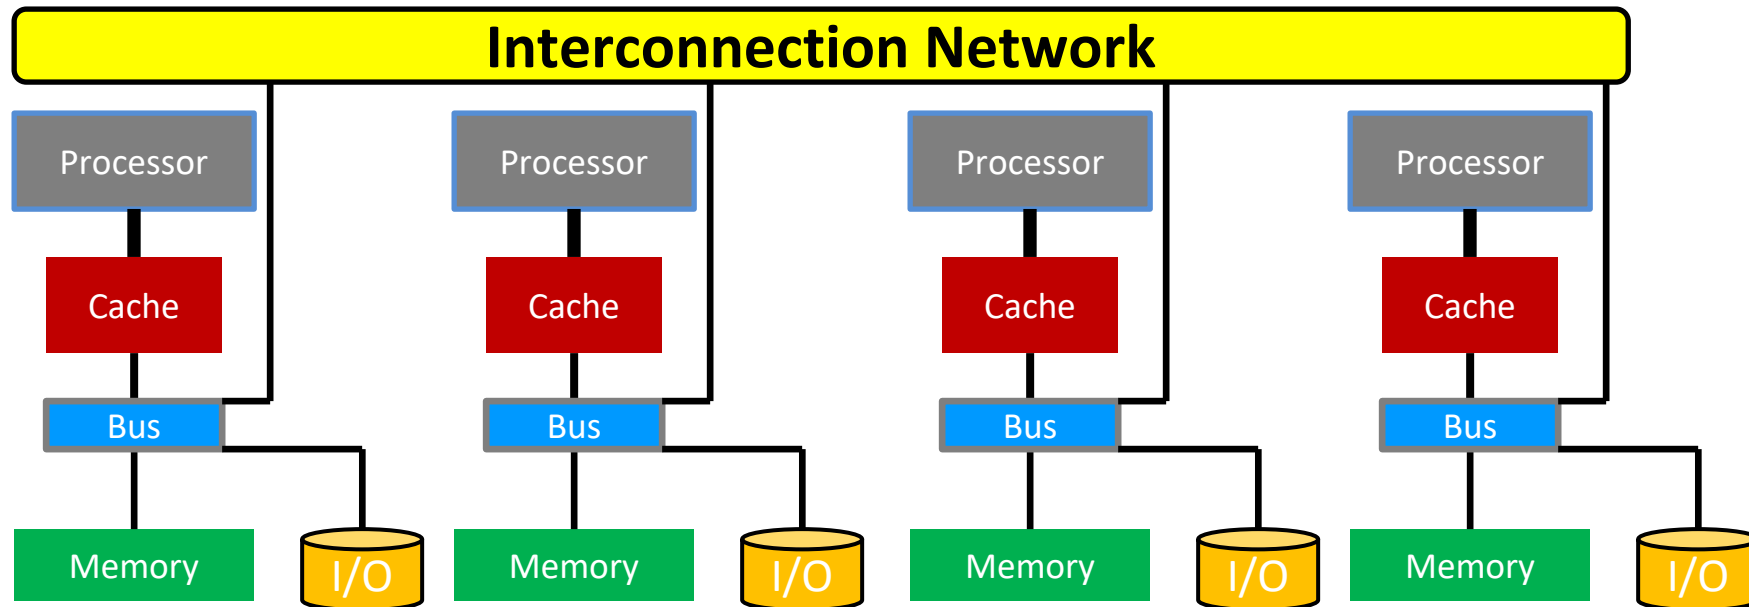 Interconnection Network
Processor
Processor
Processor
Processor
Cache
Cache
Cache
Cache
Bus
Bus
Bus
Bus
Memory
I/O
Memory
I/O
Memory
I/O
Memory
I/O